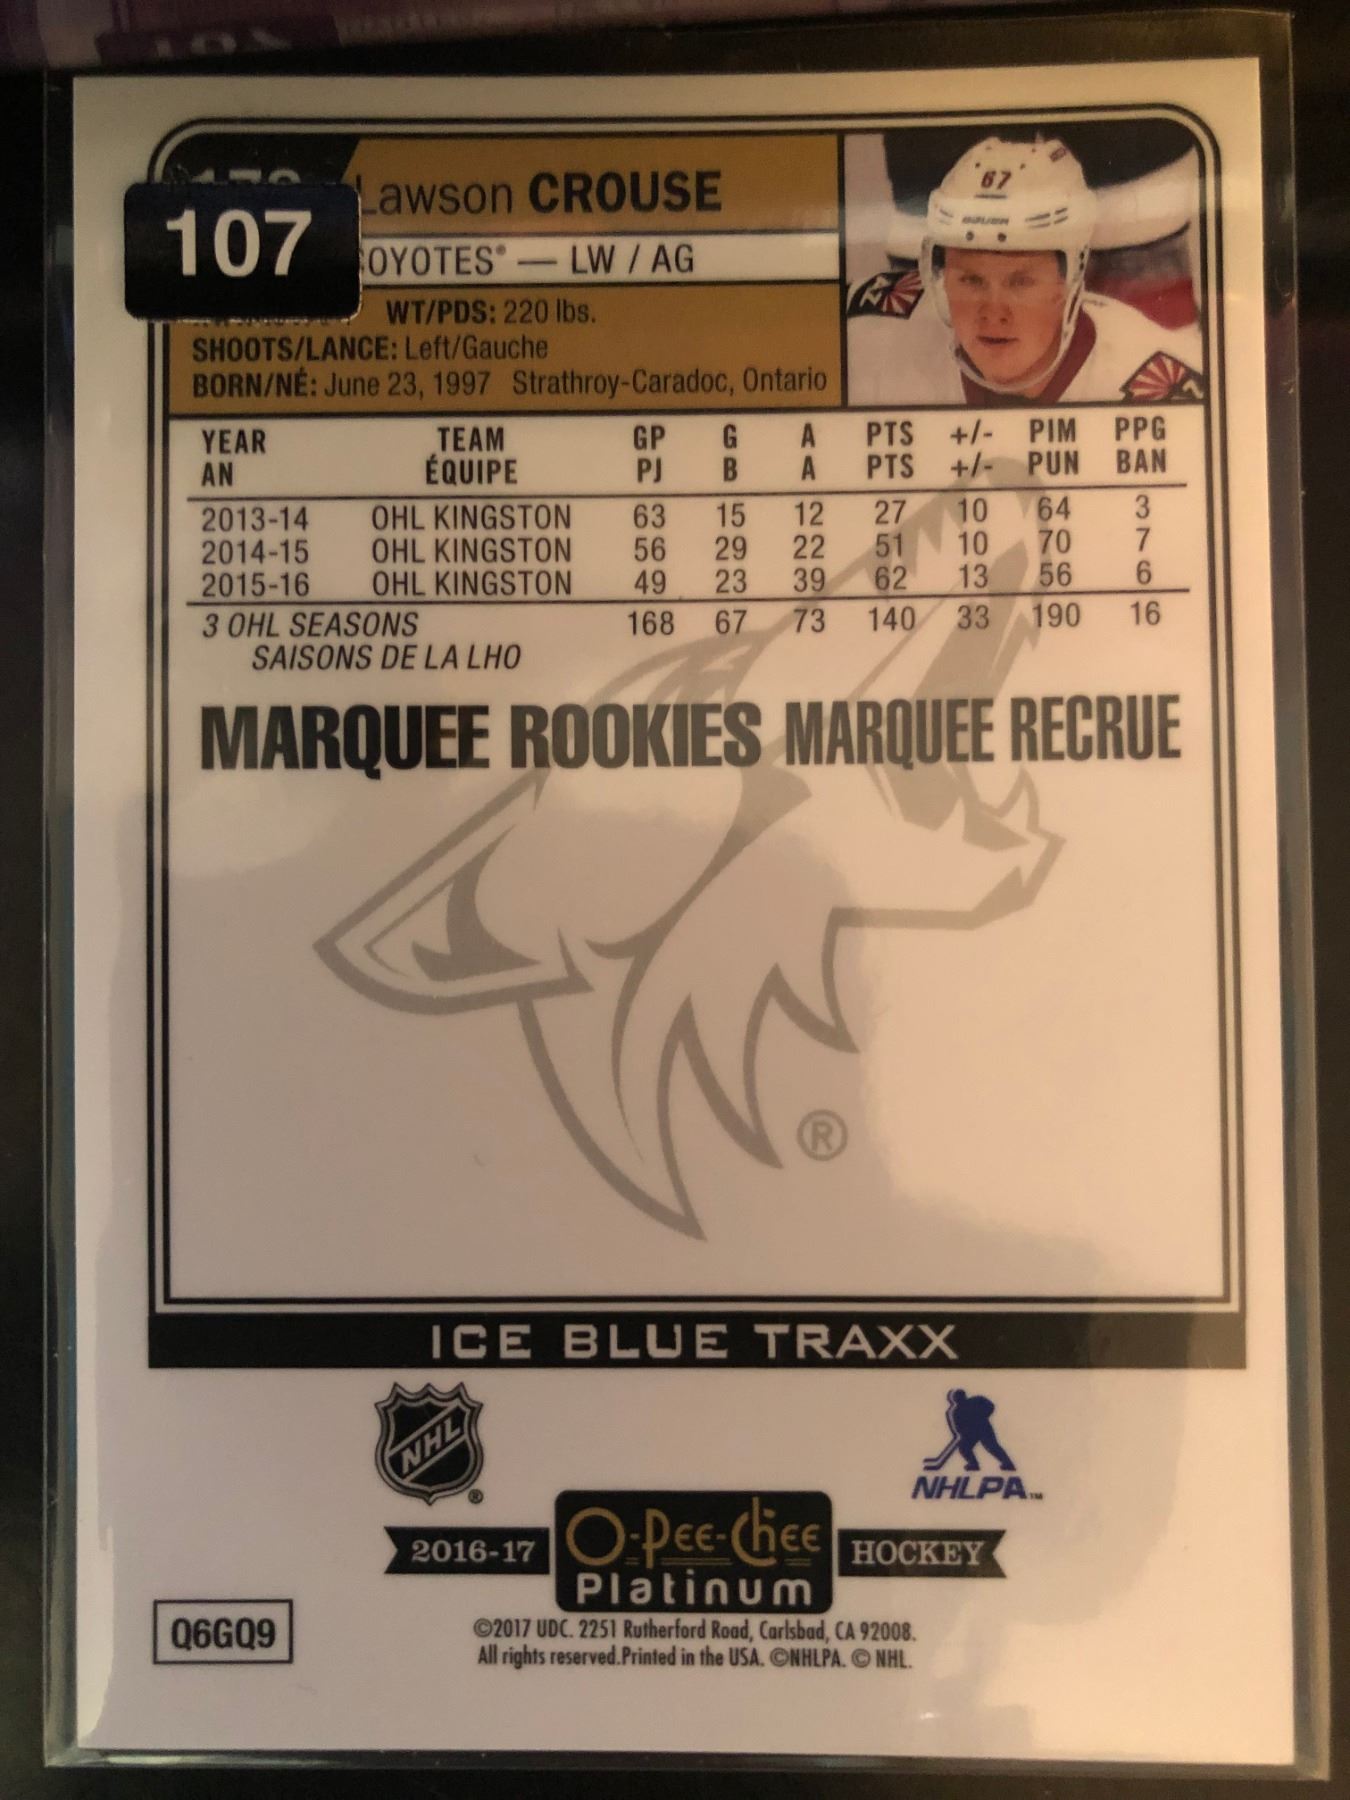 107
Lawson CROUSE
OYOTES® — LW / AG
WT/PDS: 220 lbs.
SHOOTS/LANCE: Left/Gauche
BORN/NÉ: June 23, 1997 Strathroy-Caradoc, Ontario
67
BAUER
YEAR TEAM GP G A PTS +/- PIM PPG
AN ÉQUIPE PJ B A PTS +/- PUN BAN
2013-14 OHL KINGSTON 63 15 12 27 10 64 3
2014-15 OHL KINGSTON 56 29 22 51 10 70 7
2015-16 OHL KINGSTON 49 23 39 62 13 56 6
3 OHL SEASONS 168 67 73 140 33 190 16
SAISONS DE LA LHO
MARQUEE ROOKIES MARQUEE RECRUE
®
ICE BLUE TRAXX
NHL ®
NHLPA™
2016-17 O-Pee-Chee HOCKEY
Platinum
Q6GQ9
©2017 UDC. 2251 Rutherford Road, Carlsbad, CA 92008.
All rights reserved.Printed in the USA. ©NHLPA. © NHL.